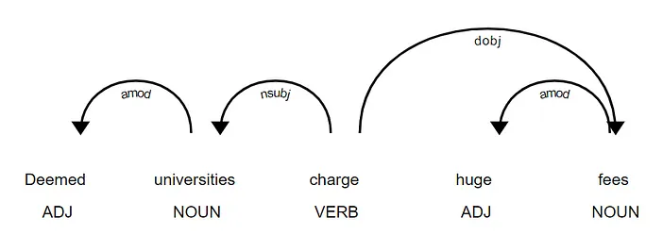 dobj
amod nsubj amod
Deemed universities charge huge fees
ADJ NOUN VERB ADJ NOUN